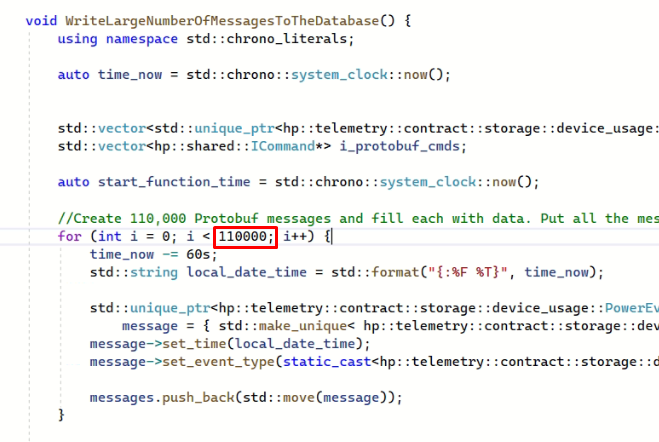 void WriteLargeNumberOfMessagesToTheDatabase() {
using namespace std::chrono_literals;
auto time_now = std::chrono::system_clock::now();
std::vector<std::unique_ptr<hp::telemetry::contract::storage::device_usage:
std::vector<hp::shared::ICommand*> i_protobuf_cmds;
auto start_function_time = std::chrono::system_clock::now();
//Create 110,000 Protobuf messages and fill each with data. Put all the mes
for (int i = 0; i < 110000; i++) {
time_now -= 60s;
std::string local_date_time = std::format("{:%F %T}", time_now);
std::unique_ptr<hp::telemetry::contract::storage::device_usage::PowerEv
message = { std::make_unique< hp::telemetry::contract::storage::dev
message->set_time(local_date_time);
message->set_event_type(static_cast<hp::telemetry::contract::storage::d
messages.push_back(std::move(message));
}